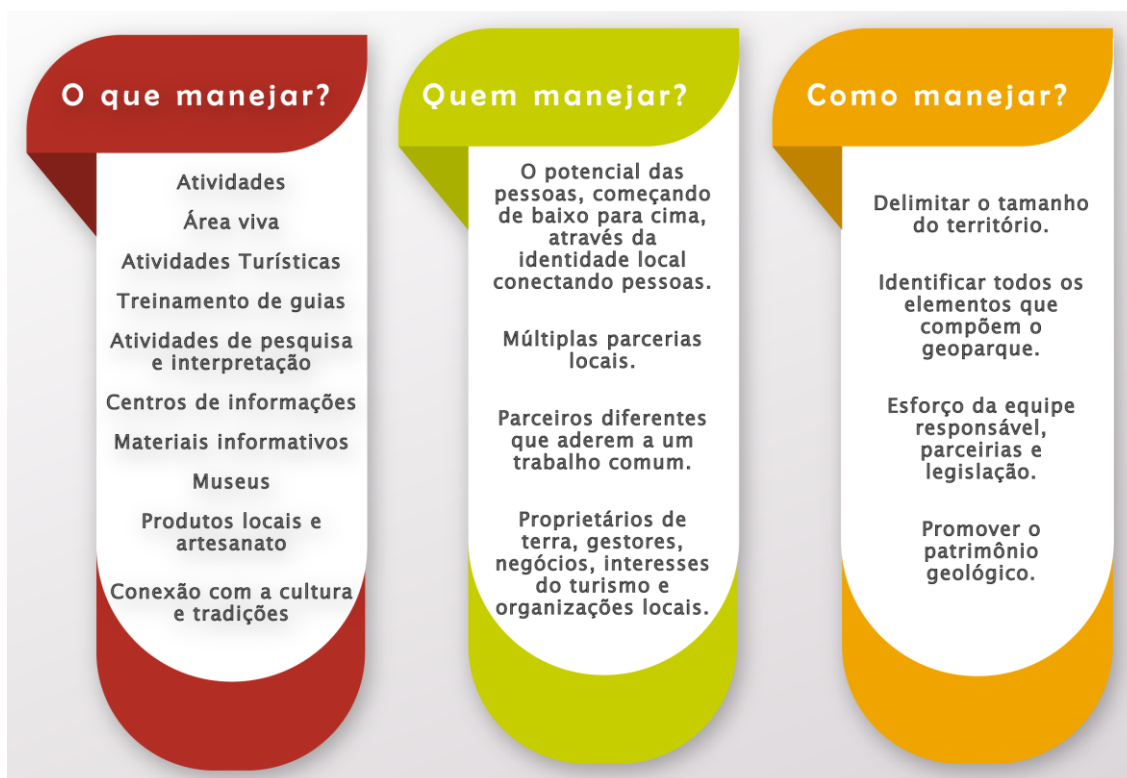 O que manejar?
Atividades
Área viva
Atividades Turísticas
Treinamento de guias
Atividades de pesquisa
e interpretação
Centros de informações
Materiais informativos
Museus
Produtos locais e
artesanato
Conexão com a cultura
e tradições
Quem manejar?
O potencial das
pessoas, começando
de baixo para cima,
através da
identidade local
conectando pessoas.
Múltiplas parcerias
locais.
Parceiros diferentes
que aderem a um
trabalho comum.
Proprietários de
terra, gestores,
negócios, interesses
do turismo e
organizações locais.
Como manejar?
Delimitar o tamanho
do território.
Identificar todos os
elementos que
compõem o
geoparque.
Esforço da equipe
responsável,
parceirias e
legislação.
Promover o
patrimônio
geológico.